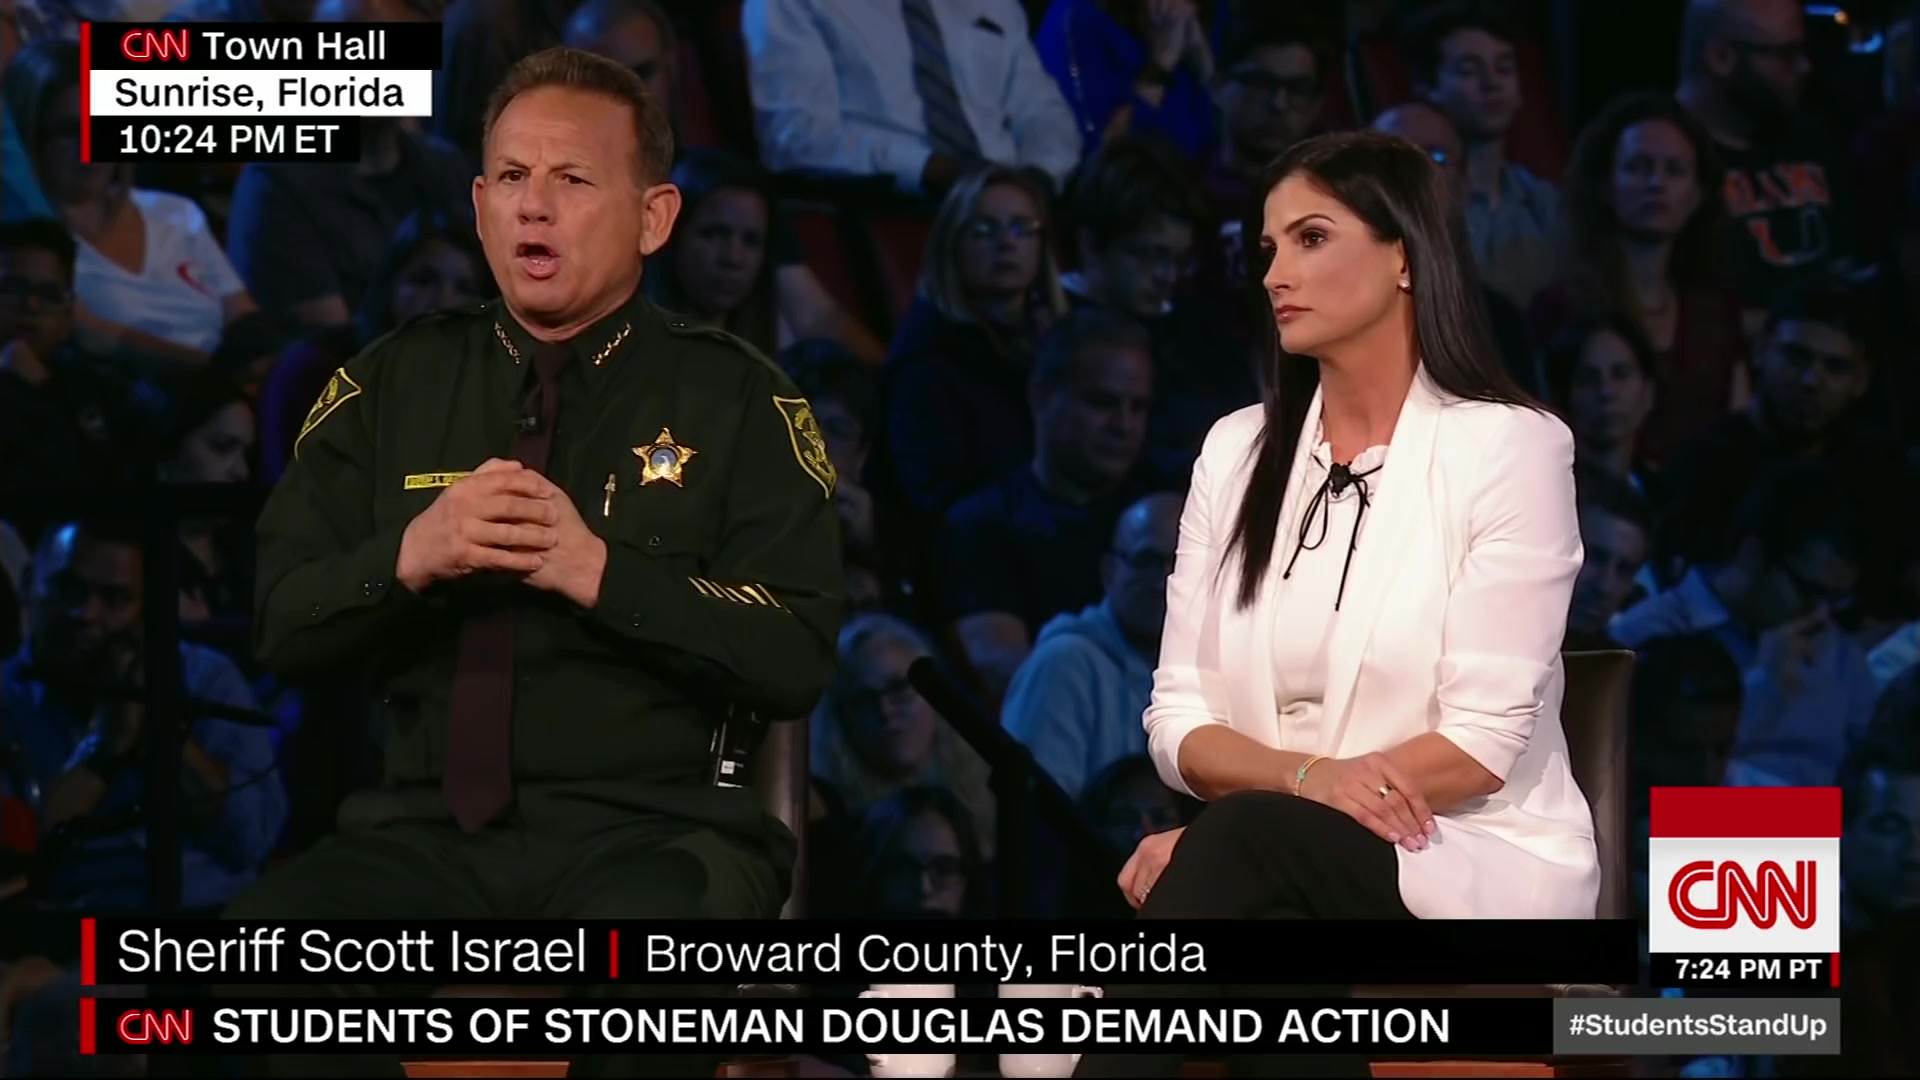 CNN Town Hall
Sunrise, Florida
10:24 PM ET
CNN
7:24 PM PT
Sheriff Scott Israel | Broward County, Florida
CNN STUDENTS OF STONEMAN DOUGLAS DEMAND ACTION
#StudentsStandUp